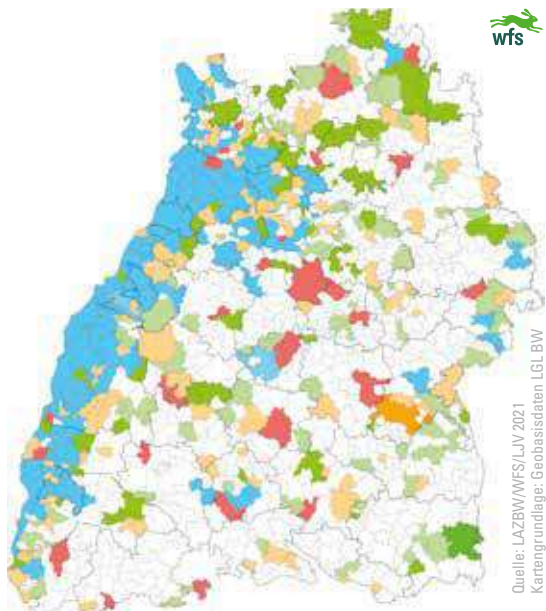 wfs
Quelle: LAZBW/WFS/LJV 2021
Kartengrundlage: Geobasisdaten LGL BW